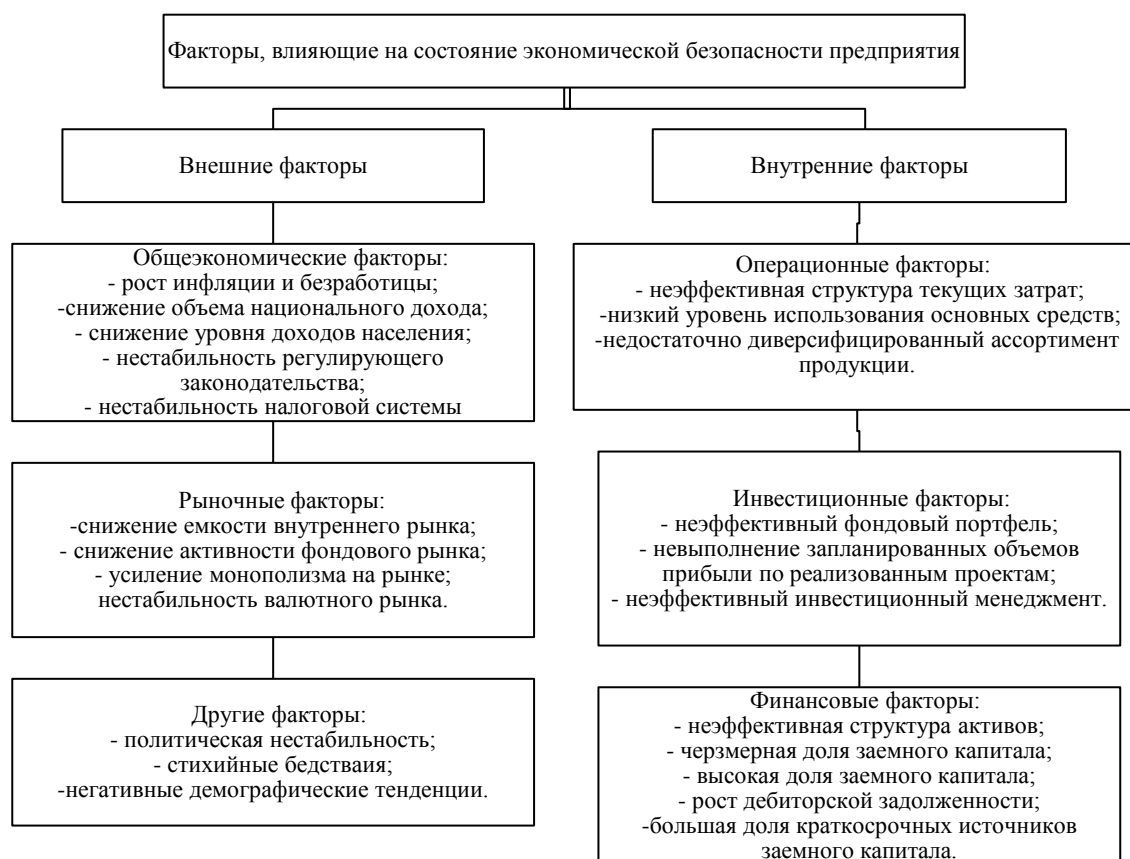 Факторы, влияющие на состояние экономической безопасности предприятия
Внешние факторы
Общеэкономические факторы:
- рост инфляции и безработицы;
-снижение объема национального дохода;
- снижение уровня доходов населения;
- нестабильность регулирующего
законодательства;
- нестабильность налоговой системы
Рыночные факторы:
-снижение емкости внутреннего рынка;
- снижение активности фондового рынка;
- усиление монополизма на рынке;
нестабильность валютного рынка.
Другие факторы:
- политическая нестабильность;
- стихийные бедстваия;
-негативные демографические тенденции.
Внутренние факторы
Операционные факторы:
- неэффективная структура текущих затрат;
-низкий уровень использования основных средств;
-недостаточно диверсифицированный ассортимент
продукции.
Инвестиционные факторы:
- неэффективный фондовый портфель;
- невыполнение запланированных объемов
прибыли по реализованным проектам;
- неэффективный инвестиционный менеджмент.
Финансовые факторы:
- неэффективная структура активов;
- черзмерная доля заемного капитала;
- высокая доля заемного капитала;
- рост дебиторской задолженности;
-большая доля краткосрочных источников
заемного капитала.